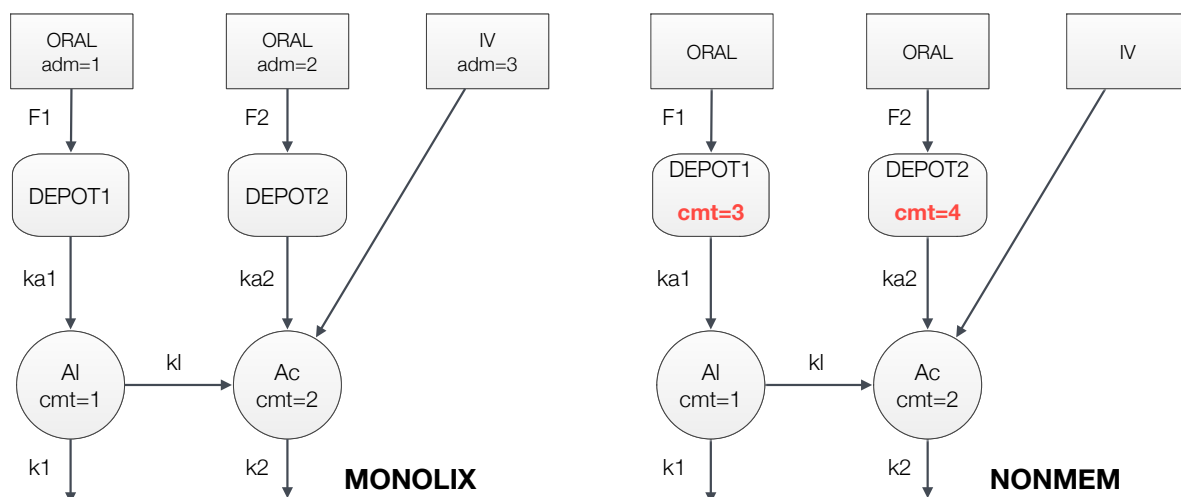 ORAL
adm=1
ORAL
adm=2
IV
adm=3
F1
F2
DEPOT1
DEPOT2
ka1
ka2
Al
cmt=1
kl
Ac
cmt=2
k1
k2
MONOLIX
ORAL
ORAL
IV
F1
F2
DEPOT1
cmt=3
DEPOT2
cmt=4
ka1
ka2
Al
cmt=1
kl
Ac
cmt=2
k1
k2
NONMEM